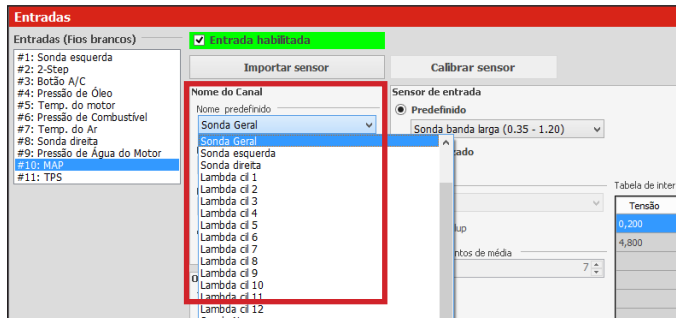 Entradas
Entradas (Fios brancos)
#1: Sonda esquerda
#2: 2-Step
#3: Botão A/C
#4: Pressão de Óleo
#5: Temp. do motor
#6: Pressão de Combustível
#7: Temp. do Ar
#8: Sonda direita
#9: Pressão de Água do Motor
#10: MAP
#11: TPS
Entrada habilitada
Importar sensor
Calibrar sensor
Nome do Canal
Nome predefinido
Sonda Geral
Sonda Geral
Sonda esquerda
Sonda direita
Lambda cil 1
Lambda cil 2
Lambda cil 3
Lambda cil 4
Lambda cil 5
Lambda cil 6
Lambda cil 7
Lambda cil 8
Lambda cil 9
Lambda cil 10
Lambda cil 11
Lambda cil 12
Sensor de entrada
Predefinido
Sonda banda larga (0.35 - 1.20)
zado
lup
ntos de média
7
Tabela de inter
Tensão
0,200
4,800